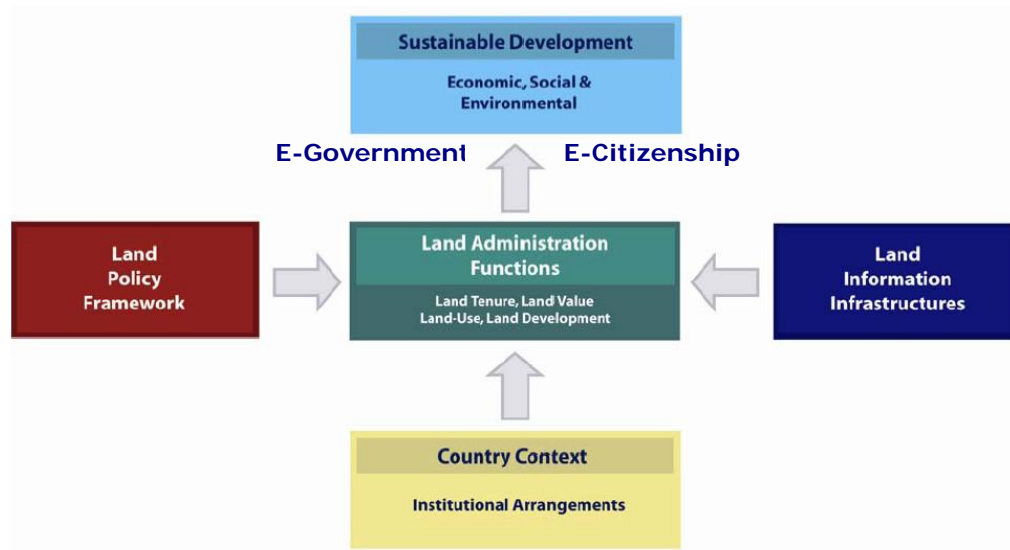 Sustainable Development
Economic, Social &
Environmental
E-Government E-Citizenship
Land
Policy
Framework
Land Administration
Functions
Land Tenure, Land Value
Land-Use, Land Development
Land
Information
Infrastructures
Country Context
Institutional Arrangements